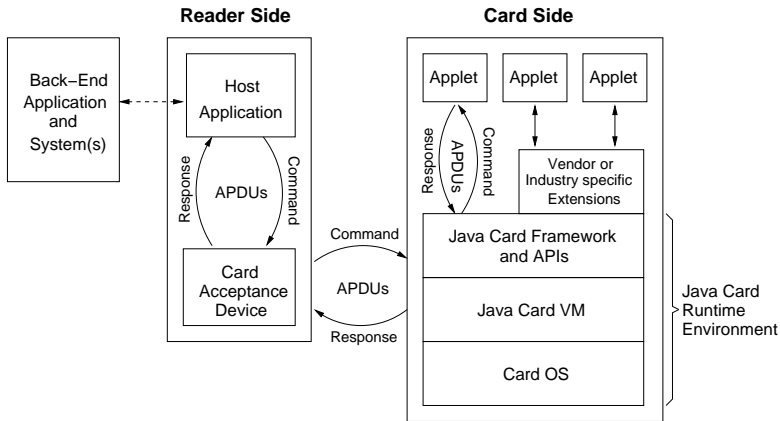 Reader Side
Card Side
Back−End
Application
and
System(s)
Host
Application
Response
APDUs
Command
Card
Acceptance
Device
Command
APDUs
Response
Applet
Applet
Applet
Response
APDUs
Command
Vendor or
Industry specific
Extensions
Java Card Framework
and APIs
Java Card VM
Card OS
Java Card
Runtime
Environment